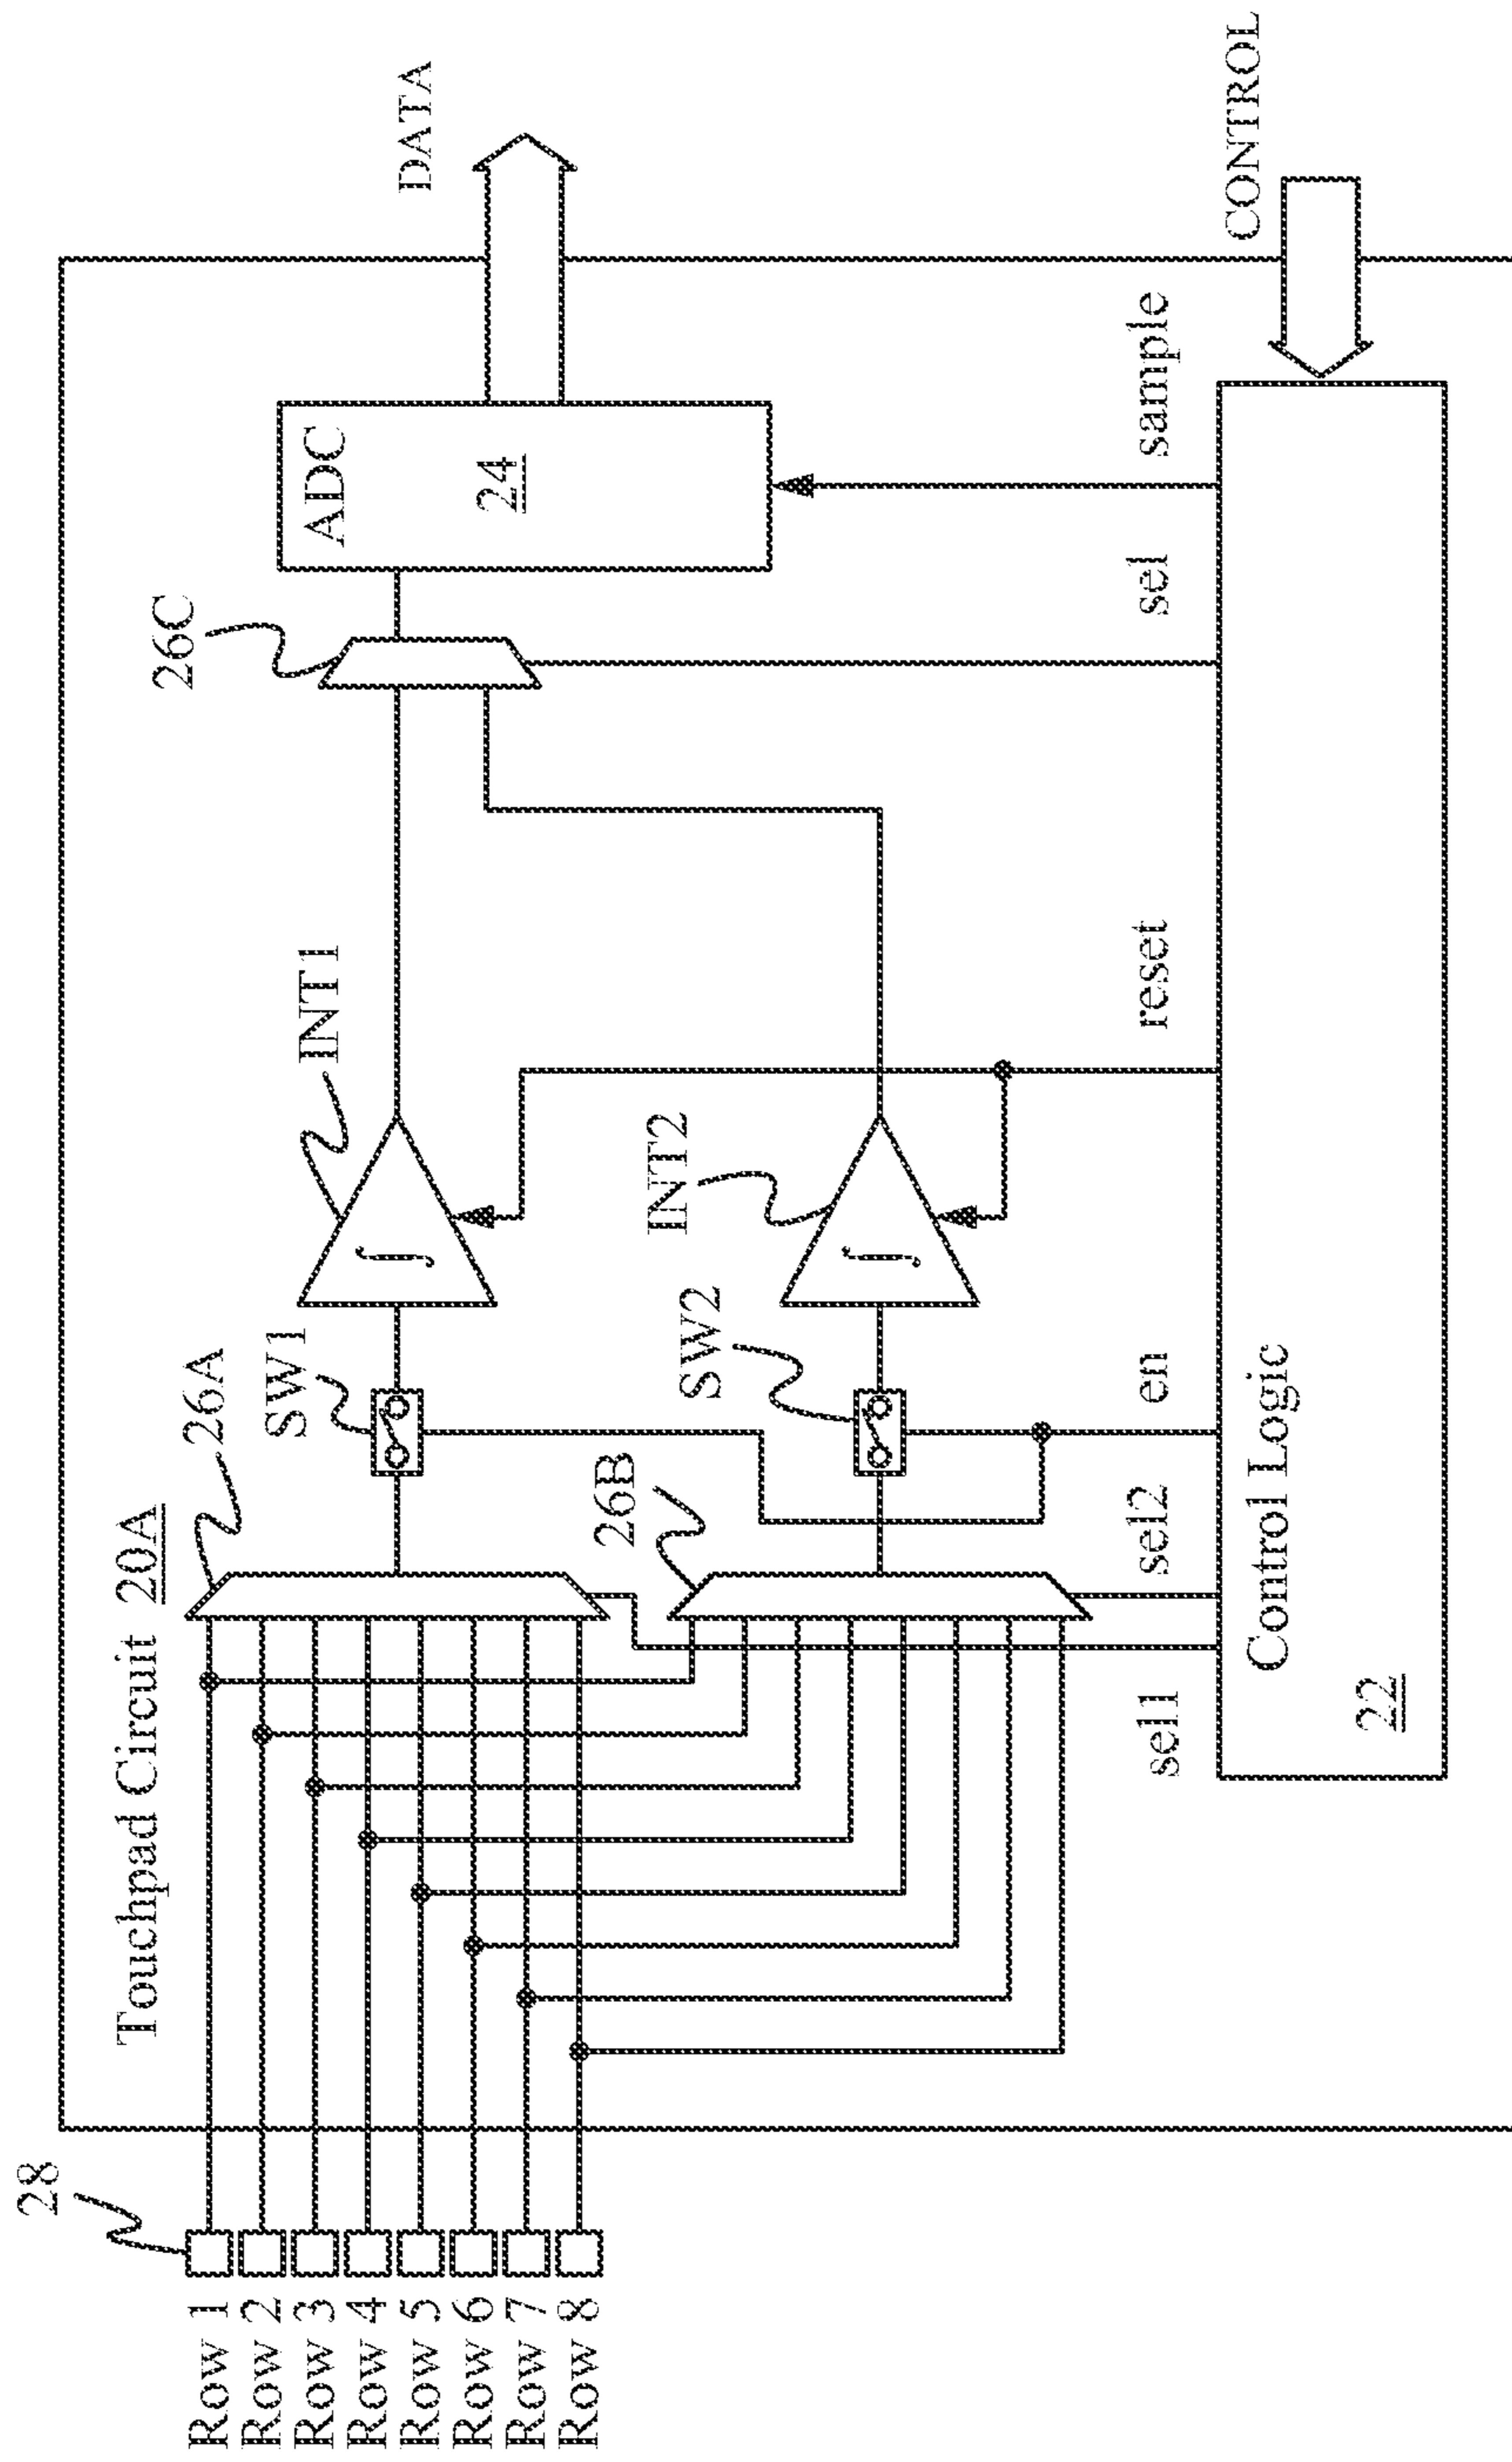 28
Row 1
Row 2
Row 3
Row 4
Row 5
Row 6
Row 7
Row 8
Touchpad Circuit 20A
26A
SW1
INT1
∫
26C
ADC
24
DATA
26B
SW2
INT2
∫
sel1
sel2
en
reset
sel
sample
CONTROL
Control Logic
22